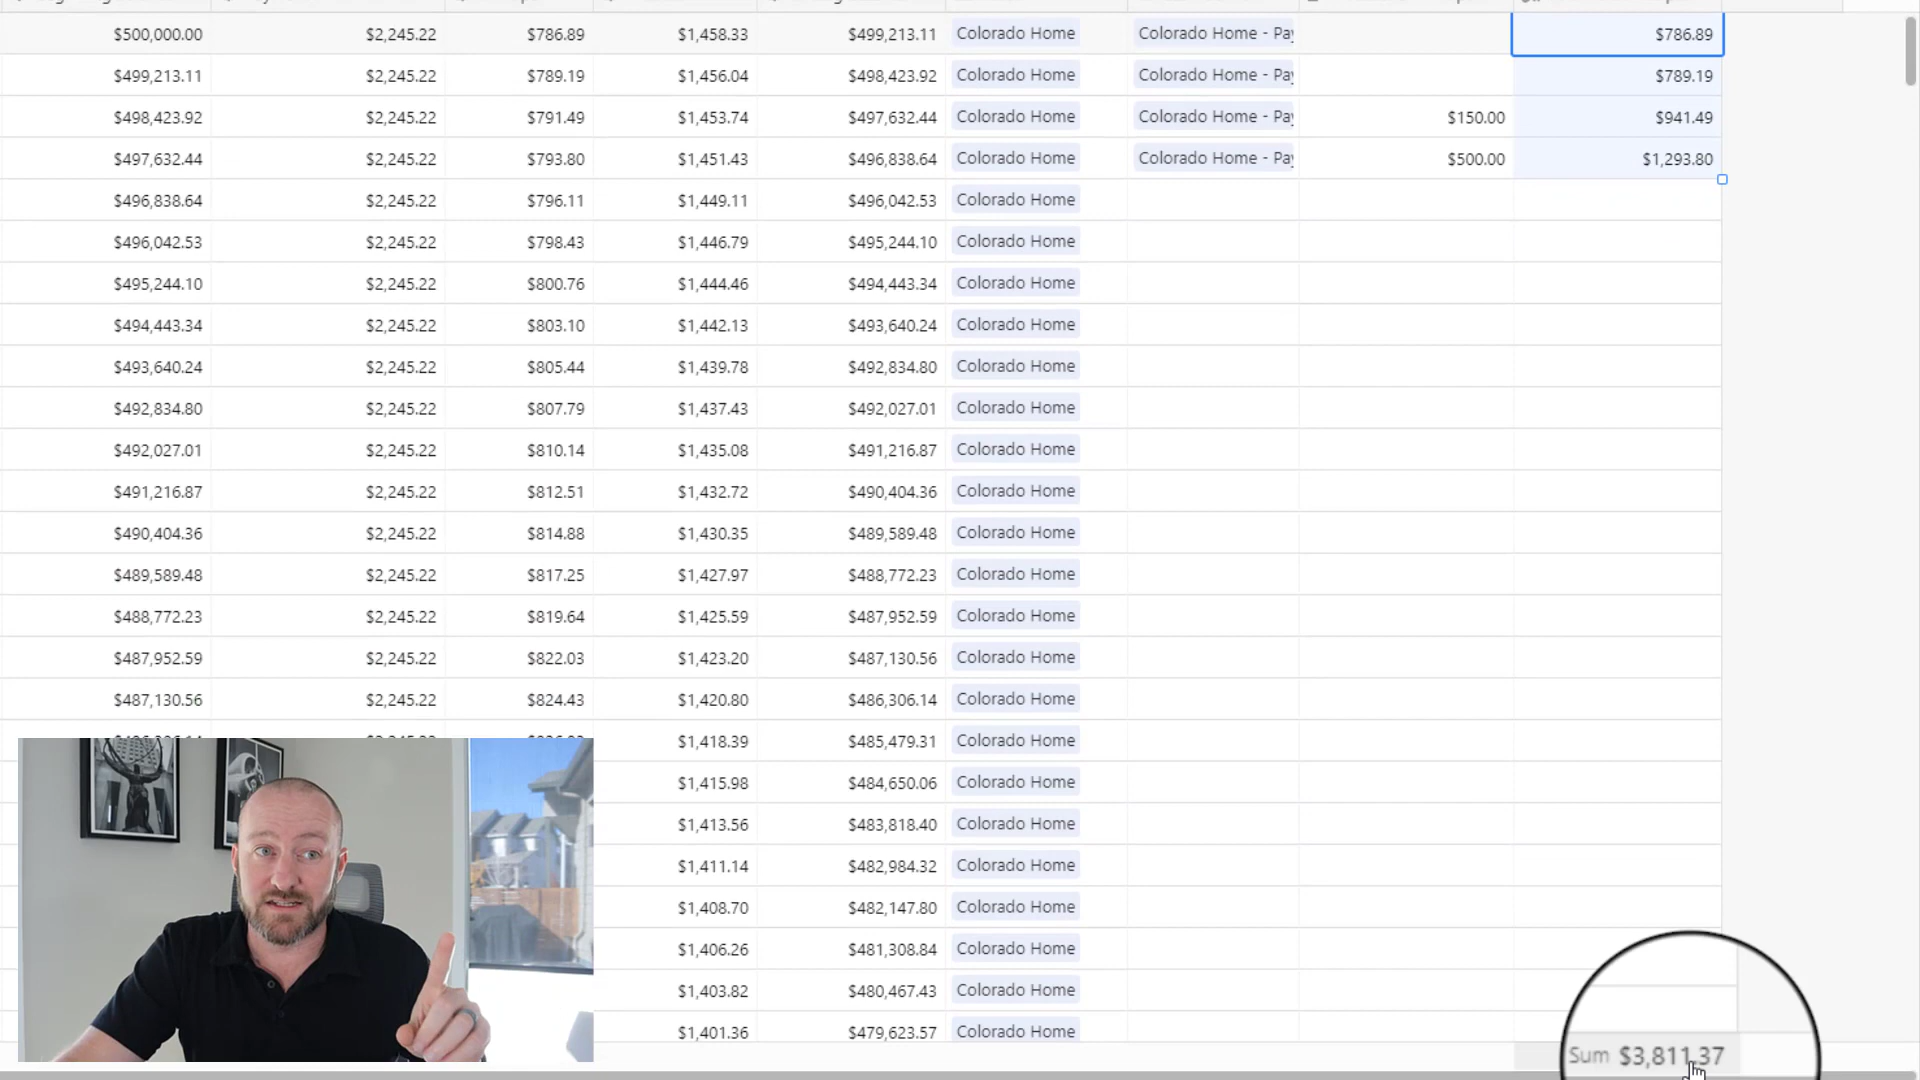 $500,000.00 $2,245.22 $786.89 $1,458.33 $499,213.11 Colorado Home Colorado Home - Pay $786.89
$499,213.11 $2,245.22 $789.19 $1,456.04 $498,423.92 Colorado Home Colorado Home - Pay $789.19
$498,423.92 $2,245.22 $791.49 $1,453.74 $497,632.44 Colorado Home Colorado Home - Pay $150.00 $941.49
$497,632.44 $2,245.22 $793.80 $1,451.43 $496,838.64 Colorado Home Colorado Home - Pay $500.00 $1,293.80
$496,838.64 $2,245.22 $796.11 $1,449.11 $496,042.53 Colorado Home
$496,042.53 $2,245.22 $798.43 $1,446.79 $495,244.10 Colorado Home
$495,244.10 $2,245.22 $800.76 $1,444.46 $494,443.34 Colorado Home
$494,443.34 $2,245.22 $803.10 $1,442.13 $493,640.24 Colorado Home
$493,640.24 $2,245.22 $805.44 $1,439.78 $492,834.80 Colorado Home
$492,834.80 $2,245.22 $807.79 $1,437.43 $492,027.01 Colorado Home
$492,027.01 $2,245.22 $810.14 $1,435.08 $491,216.87 Colorado Home
$491,216.87 $2,245.22 $812.51 $1,432.72 $490,404.36 Colorado Home
$490,404.36 $2,245.22 $814.88 $1,430.35 $489,589.48 Colorado Home
$489,589.48 $2,245.22 $817.25 $1,427.97 $488,772.23 Colorado Home
$488,772.23 $2,245.22 $819.64 $1,425.59 $487,952.59 Colorado Home
$487,952.59 $2,245.22 $822.03 $1,423.20 $487,130.56 Colorado Home
$487,130.56 $2,245.22 $824.43 $1,420.80 $486,306.14 Colorado Home
$1,418.39 $485,479.31 Colorado Home
$1,415.98 $484,650.06 Colorado Home
$1,413.56 $483,818.40 Colorado Home
$1,411.14 $482,984.32 Colorado Home
$1,408.70 $482,147.80 Colorado Home
$1,406.26 $481,308.84 Colorado Home
$1,403.82 $480,467.43 Colorado Home
$1,401.36 $479,623.57 Colorado Home
Sum $3,811.37